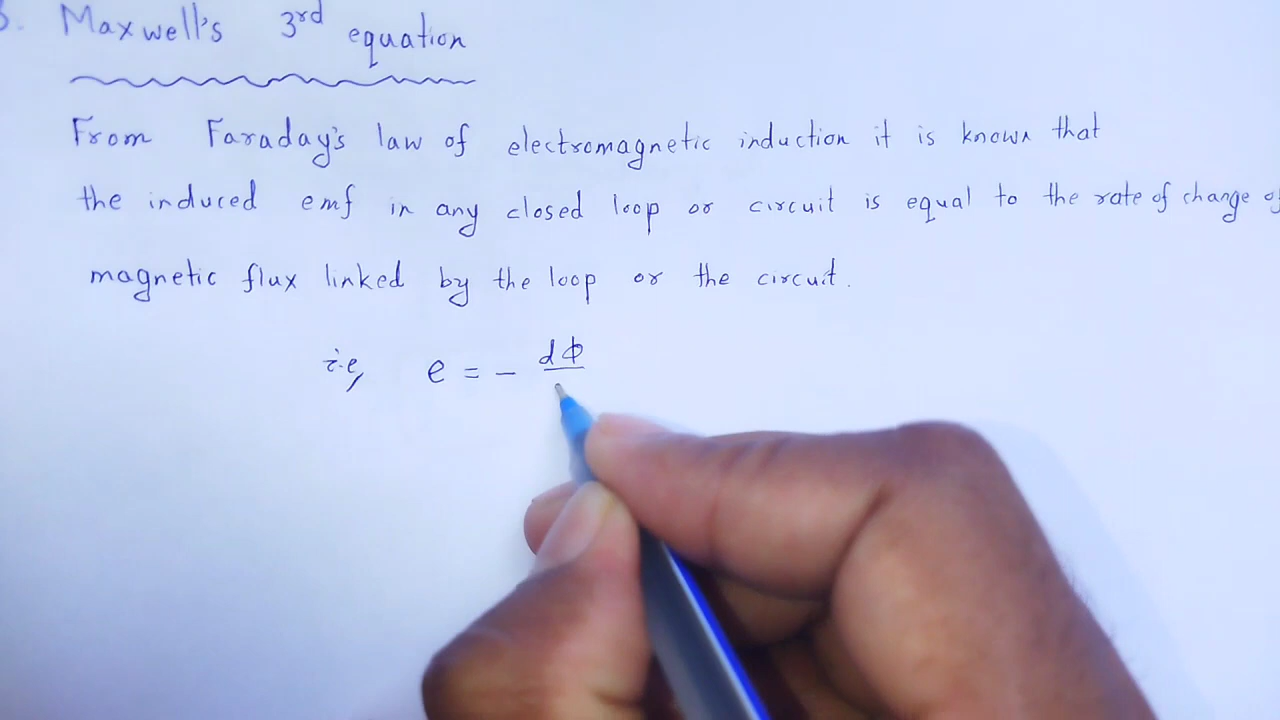 3. Maxwell's 3rd equation
From Faraday's law of electromagnetic induction it is known that
the induced emf in any closed loop or circuit is equal to the rate of change of
magnetic flux linked by the loop or the circuit.
i.e, e = - dΦ